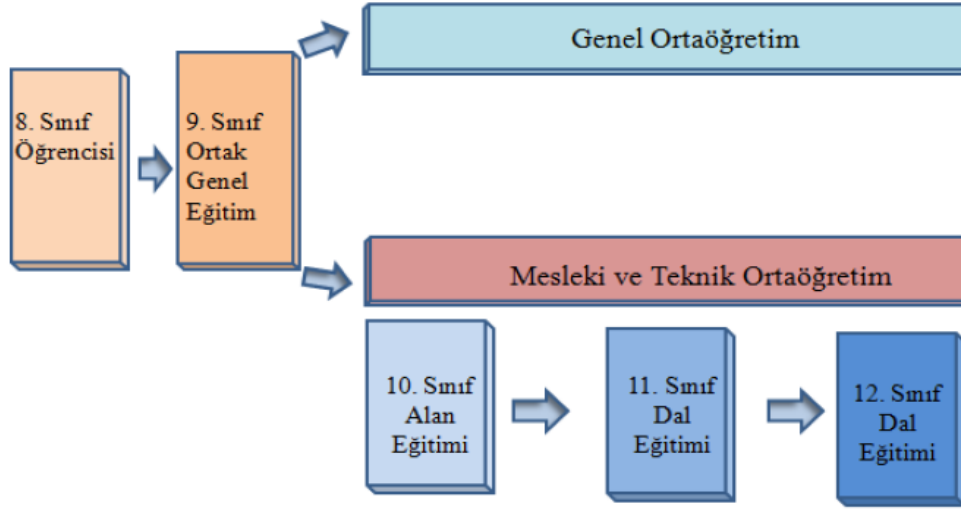 Genel Ortaöğretim
8. Sınıf
Öğrencisi
9. Sınıf
Ortak
Genel
Eğitim
Mesleki ve Teknik Ortaöğretim
10. Sınıf
Alan
Eğitimi
11. Sınıf
Dal
Eğitimi
12. Sınıf
Dal
Eğitimi